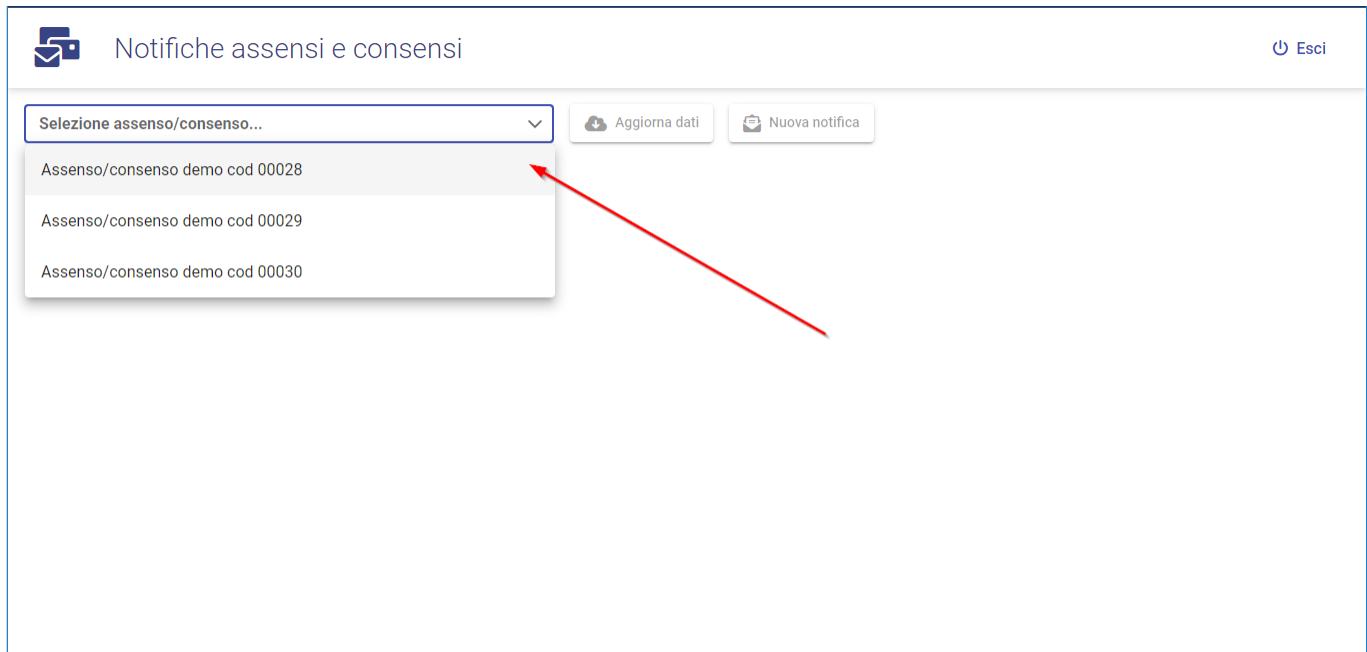 Notifiche assensi e consensi
Esci
Selezione assenso/consenso...
Aggiorna dati
Nuova notifica
Assenso/consenso demo cod 00028
Assenso/consenso demo cod 00029
Assenso/consenso demo cod 00030